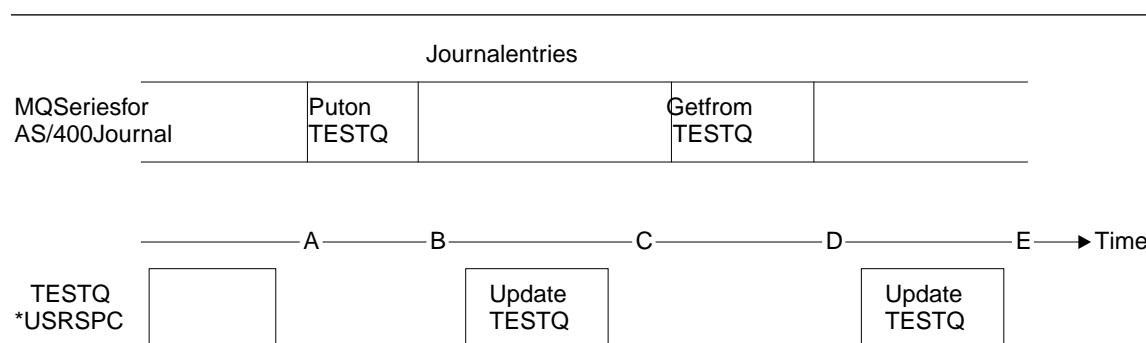 Journalentries
MQSeriesfor
AS/400Journal
Puton
TESTQ
Getfrom
TESTQ
A B C D E Time
TESTQ
*USRSPC
Update
TESTQ
Update
TESTQ